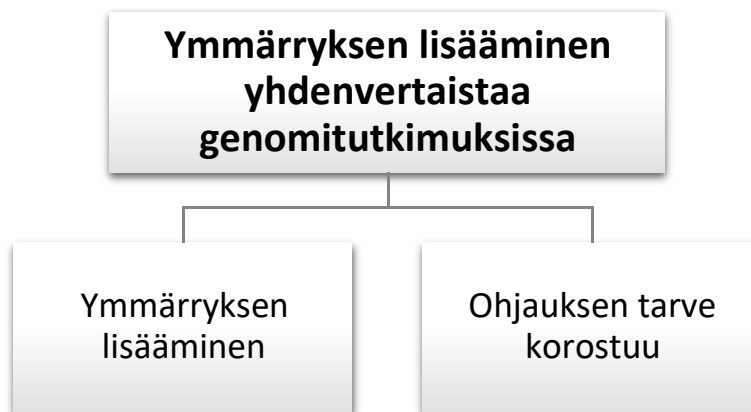 Ymmärryksen lisääminen
yhdenvertaistaa
genomitutkimuksissa
Ymmärryksen
lisääminen
Ohjauksen tarve
korostuu